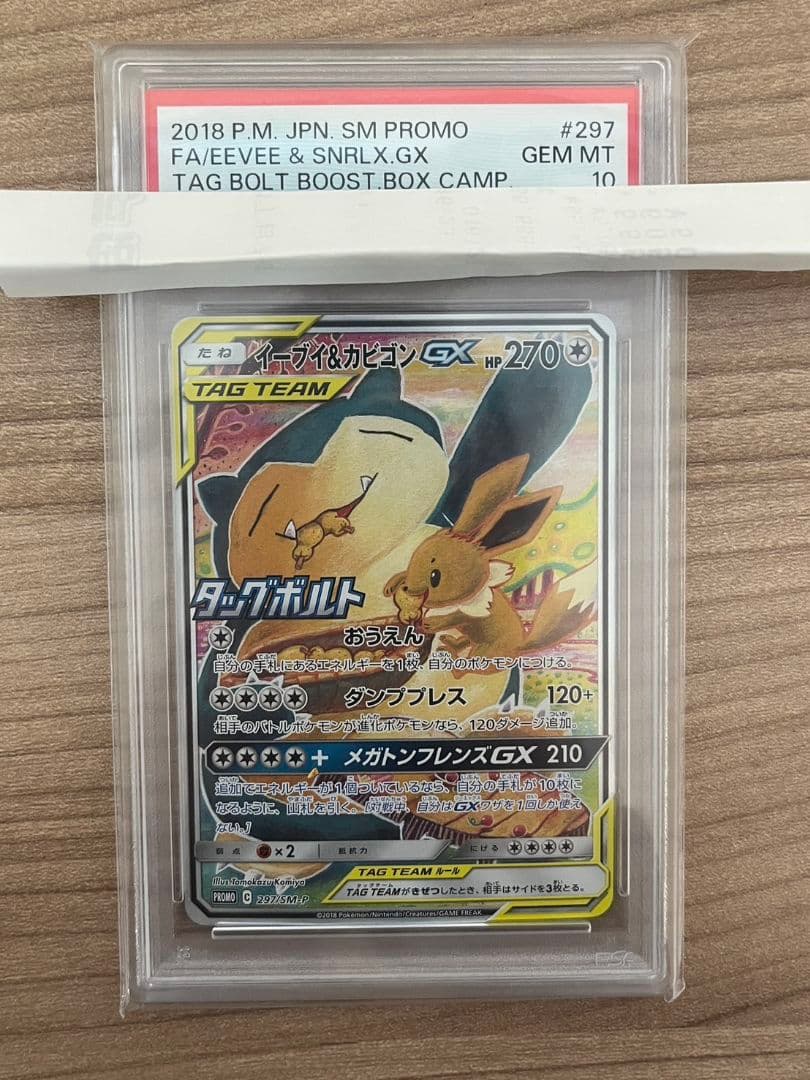 2018 P.M. JPN. SM PROMO #297
FA/EEVEE & SNRLX.GX GEM MT
TAG BOLT BOOST.BOX CAMP. 10
たね イーブイ&カビゴンGX HP270
TAG TEAM
タッグボルト
おうえん
自分の手札にあるエネルギーを1枚、自分のポケモンにつける。
ダンププレス 120+
相手のバトルポケモンが進化ポケモンなら、120ダメージ追加。
+ メガトンフレンズGX 210
追加でエネルギーが1個ついているなら、自分の手札が10枚に
なるように、山札を引く。[対戦中、自分はGXワザを1回しか使え
ない。]
弱点 ×2 抵抗力 にげる
TAG TEAM ルール
TAG TEAMがきぜつしたとき、相手はサイドを3枚とる。
Illus. Tomokazu Komiya
PROMO C 297/SM-P
©2018 Pokémon/Nintendo/Creatures/GAME FREAK
PSA